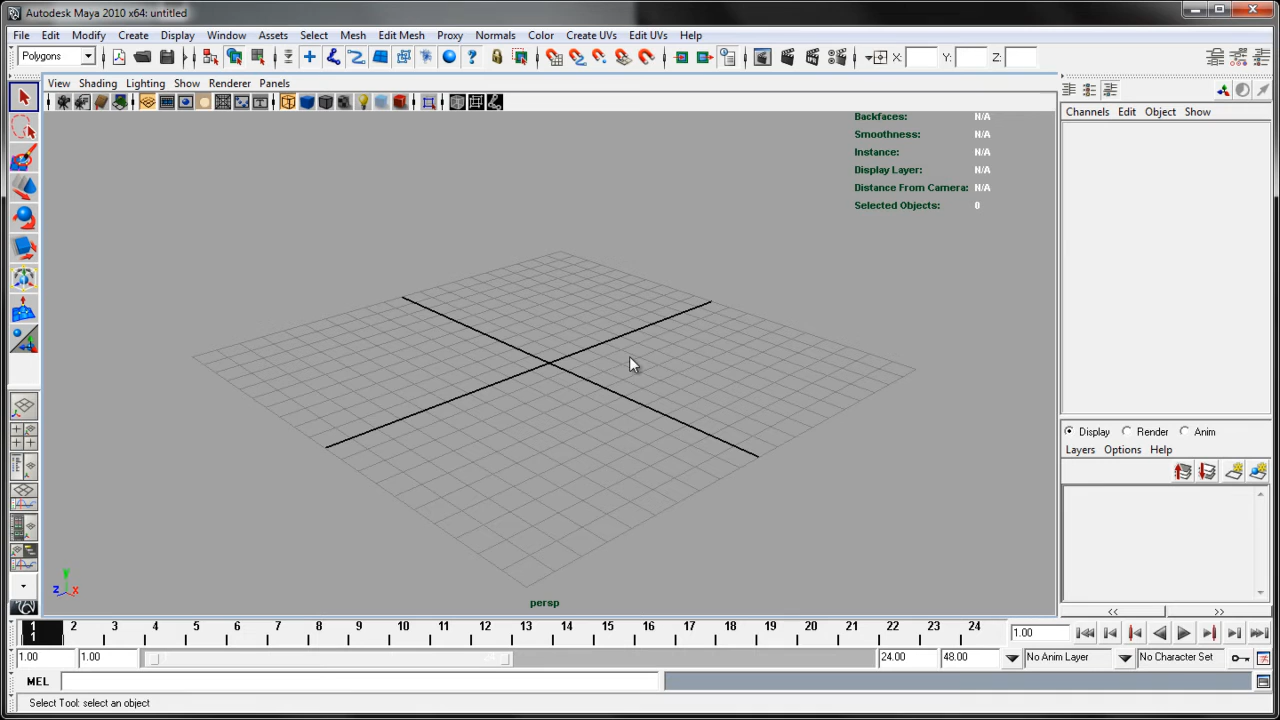 Autodesk Maya 2010 x64: untitled
File Edit Modify Create Display Window Assets Select Mesh Edit Mesh Proxy Normals Color Create UVs Edit UVs Help
Polygons X: Y: Z:
View Shading Lighting Show Renderer Panels
Channels Edit Object Show
Backfaces: N/A
Smoothness: N/A
Instance: N/A
Display Layer: N/A
Distance From Camera: N/A
Selected Objects: 0
Display Render Anim
Layers Options Help
y
z x
persp
<< >>
1 2 3 4 5 6 7 8 9 10 11 12 13 14 15 16 17 18 19 20 21 22 23 24
1 1.00
1.00 1.00 1 24 24.00 48.00 No Anim Layer No Character Set
MEL
Select Tool: select an object